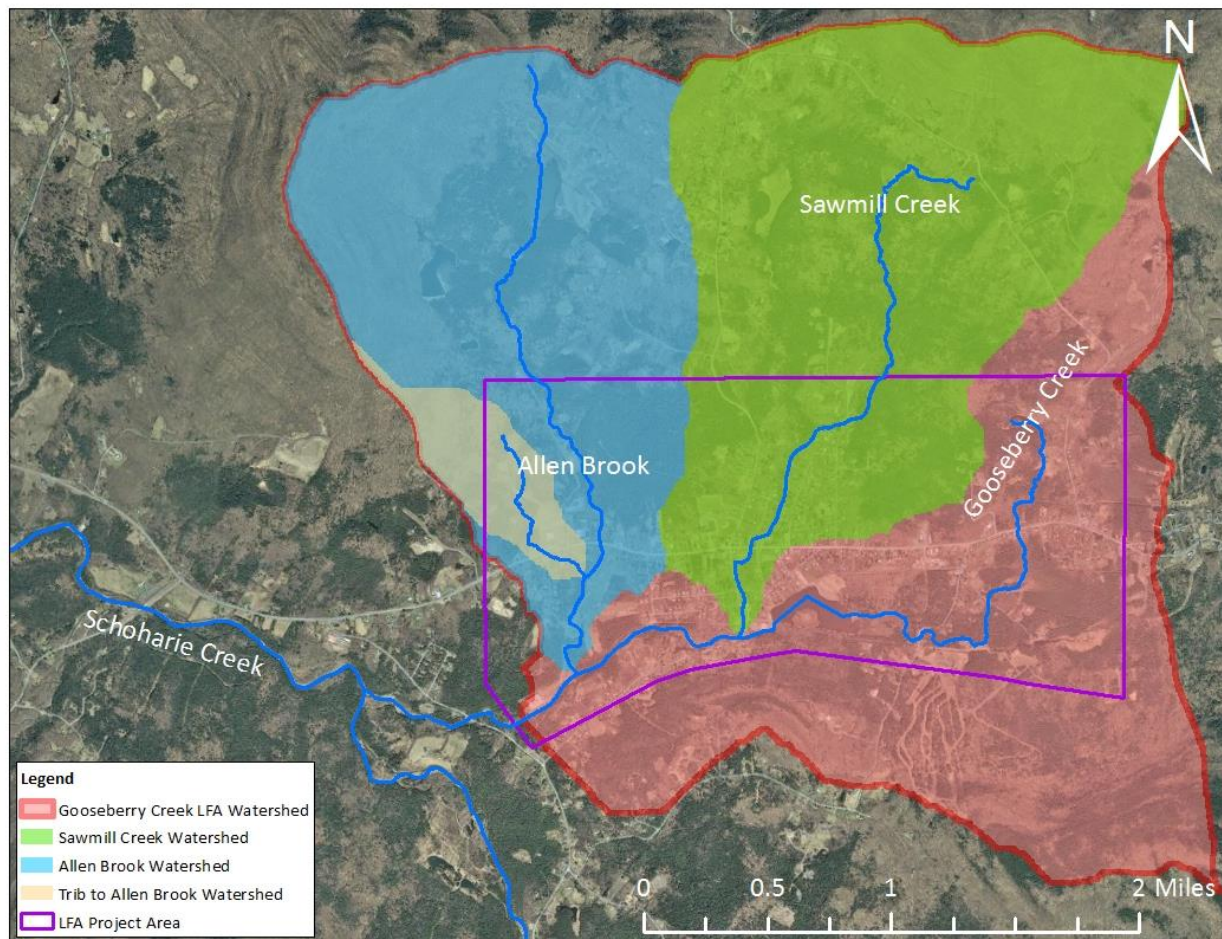 N
Sawmill Creek
Gooseberry Creek
Allen Brook
Schoharie Creek
Legend
Gooseberry Creek LFA Watershed
Sawmill Creek Watershed
Allen Brook Watershed
Trib to Allen Brook Watershed
LFA Project Area
0 0.5 1 2 Miles